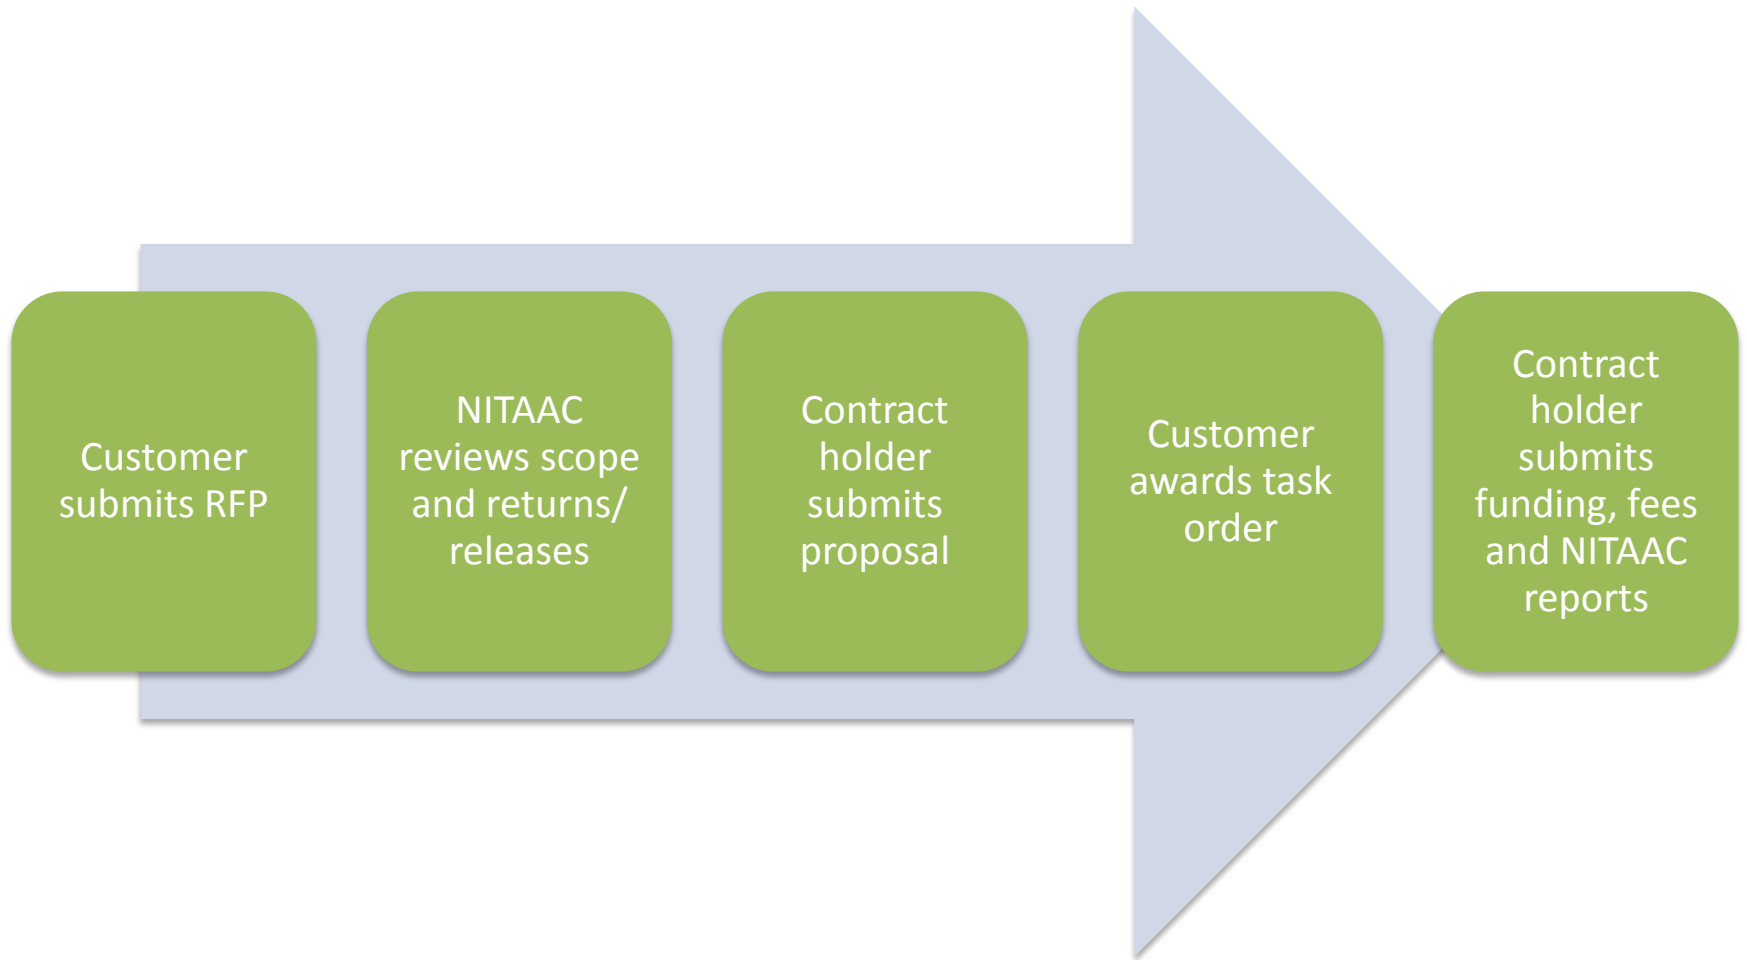 Customer
submits RFP
NITAAC
reviews scope
and returns/
releases
Contract
holder
submits
proposal
Customer
awards task
order
Contract
holder
submits
funding, fees
and NITAAC
reports